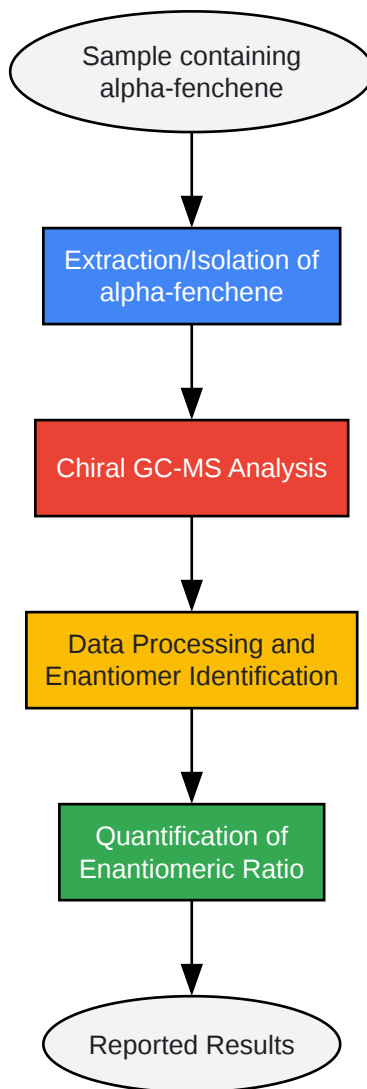 Sample containing
alpha-fenchene
Extraction/Isolation of
alpha-fenchene
Chiral GC-MS Analysis
Data Processing and
Enantiomer Identification
Quantification of
Enantiomeric Ratio
Reported Results